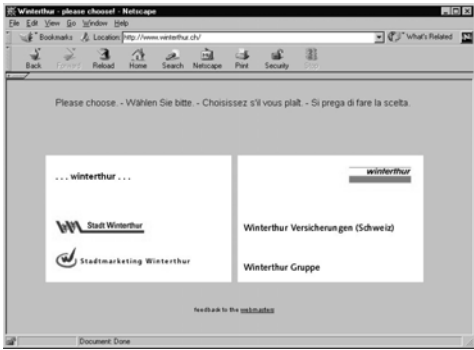 Winterthur - please choose! - Netscape
File Edit View Go Window Help
Bookmarks Location: http://www.winterthur.ch/ What's Related
Back Forward Reload Home Search Netscape Print Security Stop
Please choose. - Wählen Sie bitte. - Choisissez s'il vous plaît. - Si prega di fare la scelta.
. . . winterthur . . .
winterthur
Stadt Winterthur
Winterthur Versicherungen (Schweiz)
Stadtmarketing Winterthur
Winterthur Gruppe
feedback to the webmaster
Document: Done